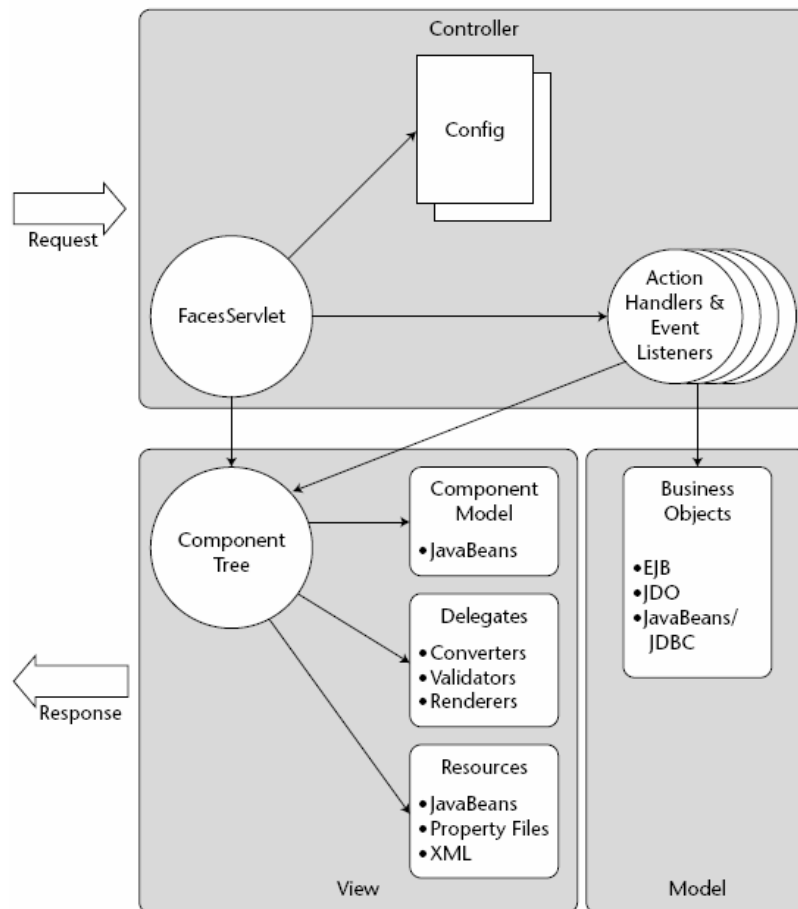 Controller
Config
Request
FacesServlet
Action
Handlers &
Event
Listeners
Component
Tree
Component
Model
•JavaBeans
Delegates
•Converters
•Validators
•Renderers
Resources
•JavaBeans
•Property Files
•XML
Business
Objects
•EJB
•JDO
•JavaBeans/
JDBC
Response
View
Model